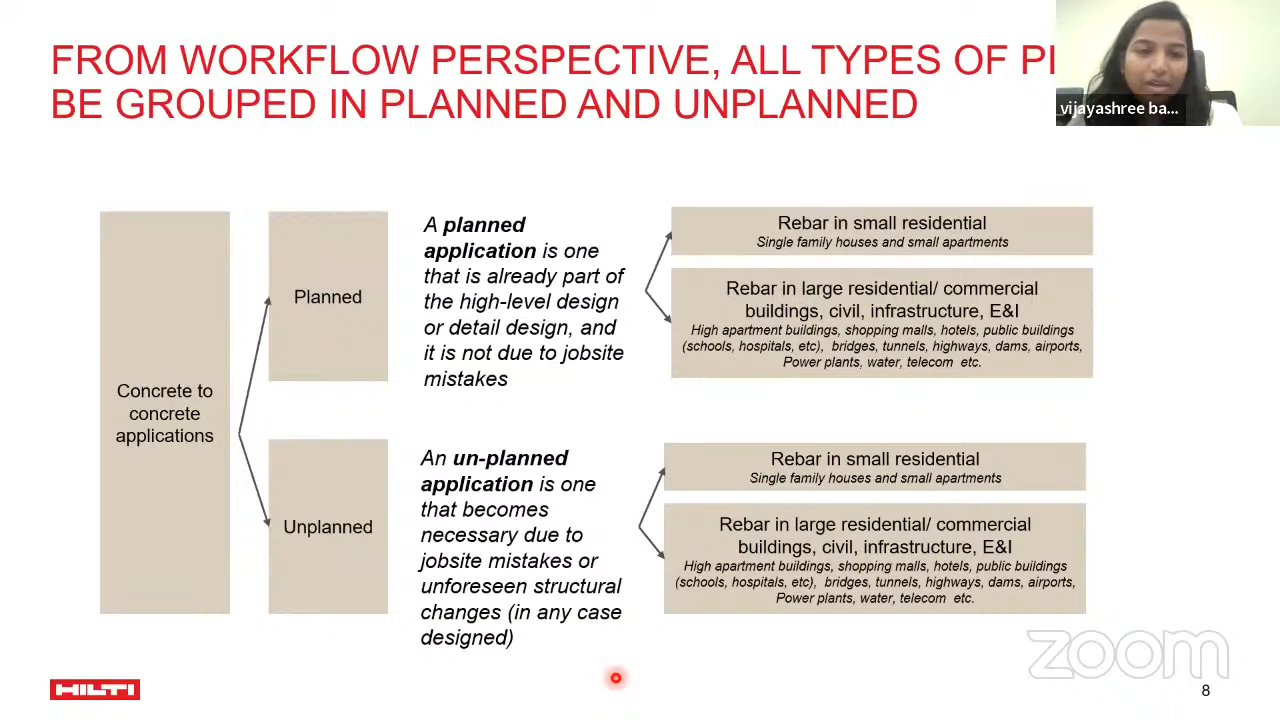 FROM WORKFLOW PERSPECTIVE, ALL TYPES OF
BE GROUPED IN PLANNED AND UNPLANNED
vijayashree ba...
Concrete to
concrete
applications
Planned
A planned
application is one
that is already part of
the high-level design
or detail design, and
it is not due to jobsite
mistakes
Rebar in small residential
Single family houses and small apartments
Rebar in large residential/ commercial
buildings, civil, infrastructure, E&I
High apartment buildings, shopping malls, hotels, public buildings
(schools, hospitals, etc), bridges, tunnels, highways, dams, airports,
Power plants, water, telecom etc.
Unplanned
An un-planned
application is one
that becomes
necessary due to
jobsite mistakes or
unforeseen structural
changes (in any case
designed)
Rebar in small residential
Single family houses and small apartments
Rebar in large residential/ commercial
buildings, civil, infrastructure, E&I
High apartment buildings, shopping malls, hotels, public buildings
(schools, hospitals, etc), bridges, tunnels, highways, dams, airports,
Power plants, water, telecom etc.
zoom
HILTI
8